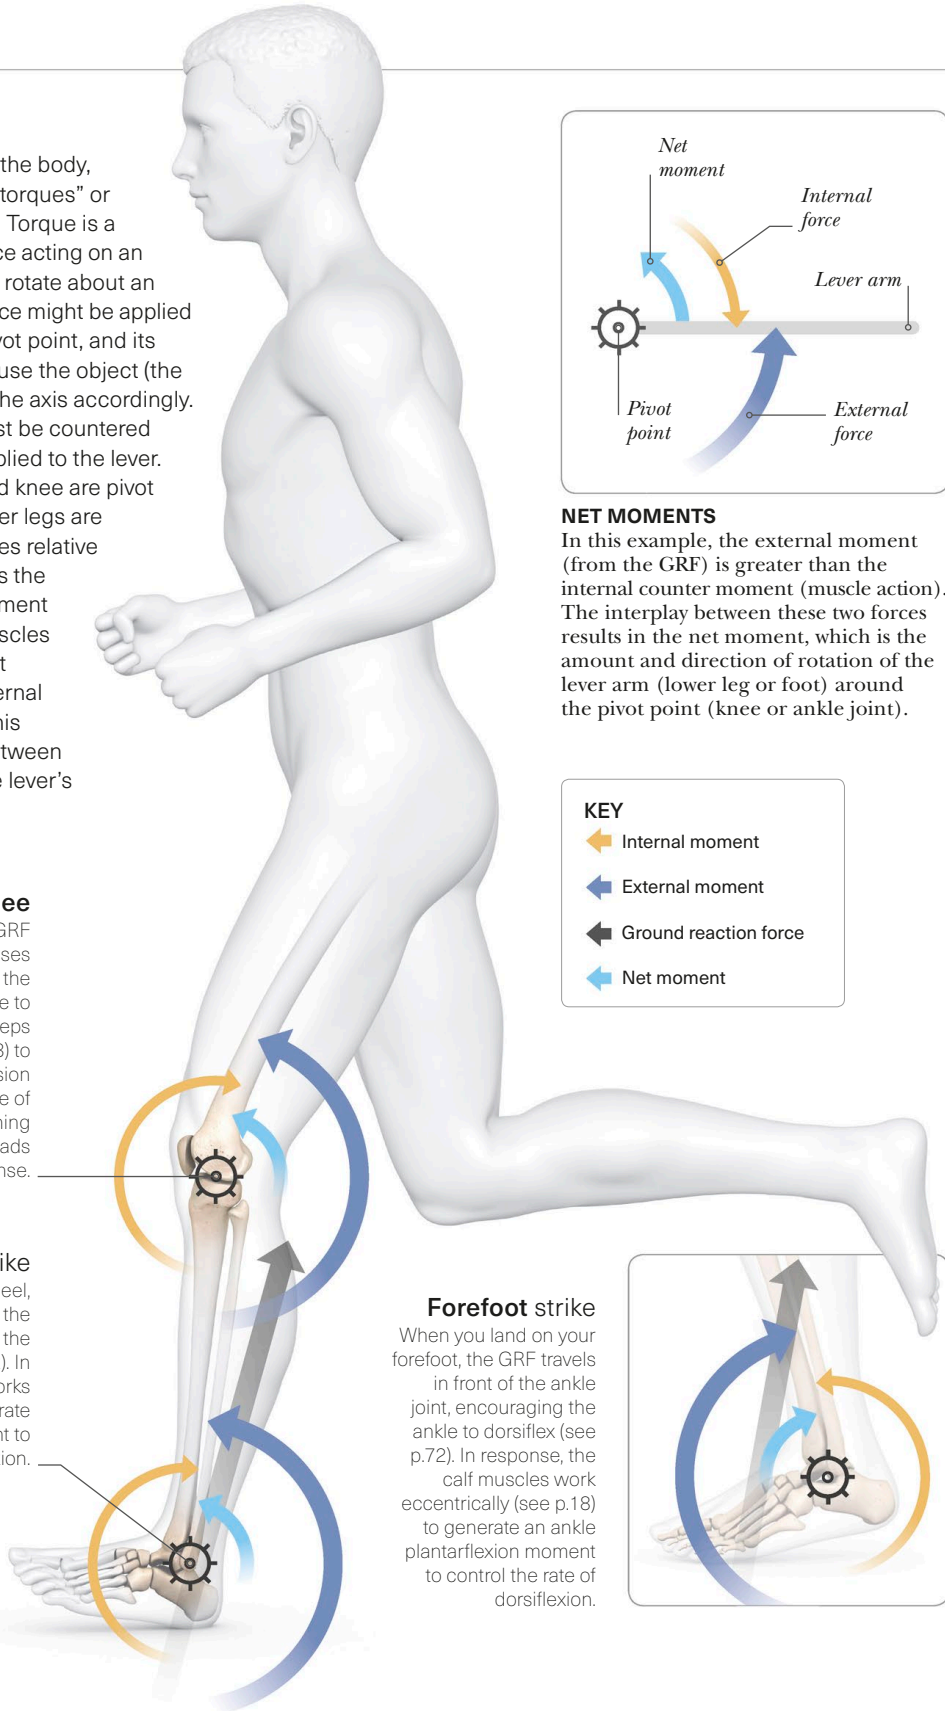 the body,
torques” or
Torque is a
ce acting on an
rotate about an
ce might be applied
vot point, and its
use the object (the
he axis accordingly.
st be countered
plied to the lever.
d knee are pivot
er legs are
es relative
s the
ment
scles
t
ernal
his
tween
e lever’s
Net
moment
Internal
force
Lever arm
Pivot
point
External
force
NET MOMENTS
In this example, the external moment
(from the GRF) is greater than the
internal counter moment (muscle action).
The interplay between these two forces
results in the net moment, which is the
amount and direction of rotation of the
lever arm (lower leg or foot) around
the pivot point (knee or ankle joint).
KEY
Internal moment
External moment
Ground reaction force
Net moment
ee
GRF
ses
the
e to
eps
3) to
sion
e of
ning
ads
nse.
ike
eel,
the
the
). In
orks
rate
nt to
ion.
Forefoot strike
When you land on your
forefoot, the GRF travels
in front of the ankle
joint, encouraging the
ankle to dorsiflex (see
p.72). In response, the
calf muscles work
eccentrically (see p.18)
to generate an ankle
plantarflexion moment
to control the rate of
dorsiflexion.